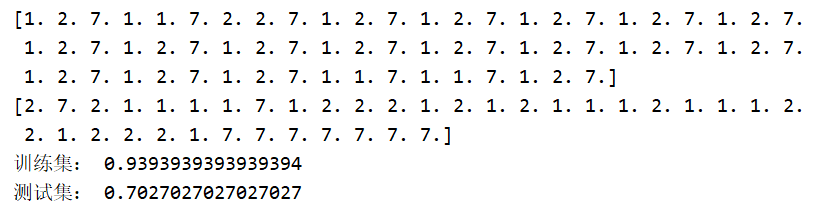 [1. 2. 7. 1. 1. 7. 2. 2. 7. 1. 2. 7. 1. 2. 7. 1. 2. 7. 1. 2. 7. 1. 2. 7.
1. 2. 7. 1. 2. 7. 1. 2. 7. 1. 2. 7. 1. 2. 7. 1. 2. 7. 1. 2. 7. 1. 2. 7.
1. 2. 7. 1. 2. 7. 1. 2. 7. 1. 1. 7. 1. 1. 7. 1. 2. 7.]
[2. 7. 2. 1. 1. 1. 1. 7. 1. 2. 2. 2. 1. 2. 1. 2. 1. 1. 1. 2. 1. 1. 1. 2.
2. 1. 2. 2. 2. 1. 7. 7. 7. 7. 7. 7. 7.]
训练集： 0.9393939393939394
测试集： 0.7027027027027027